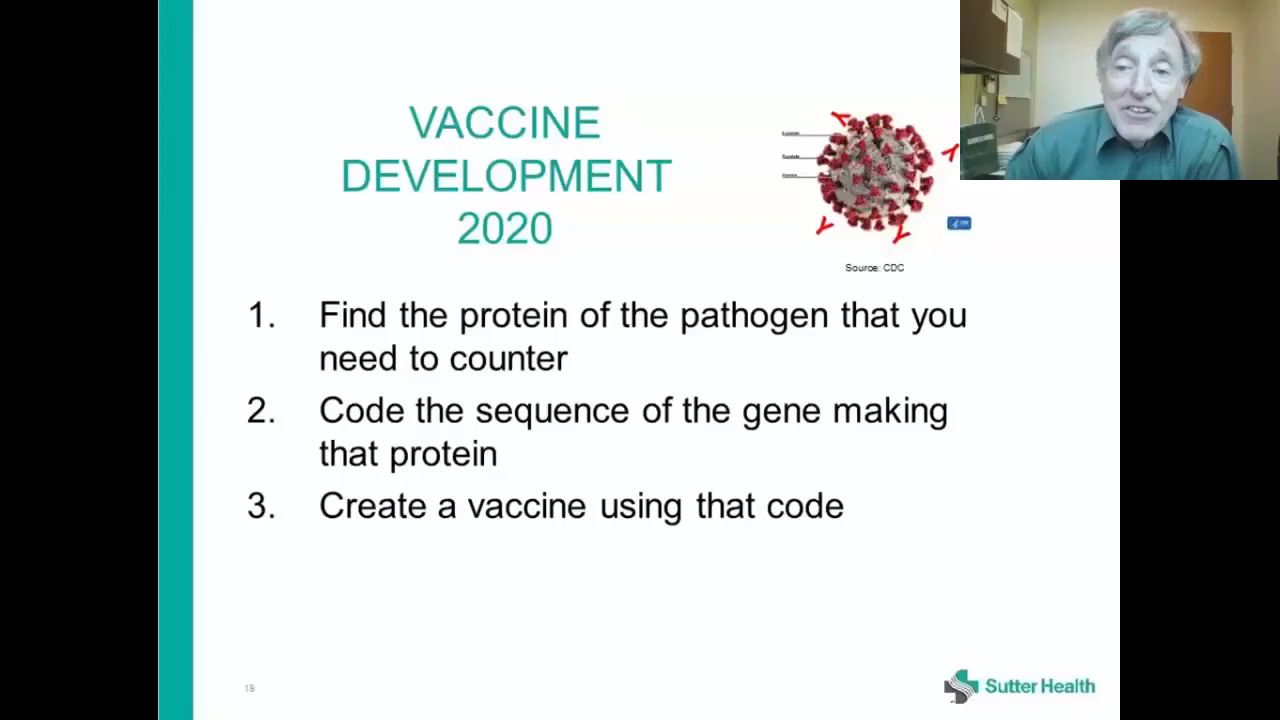 VACCINE
DEVELOPMENT
2020
Source: CDC
1. Find the protein of the pathogen that you
need to counter
2. Code the sequence of the gene making
that protein
3. Create a vaccine using that code
19
Sutter Health